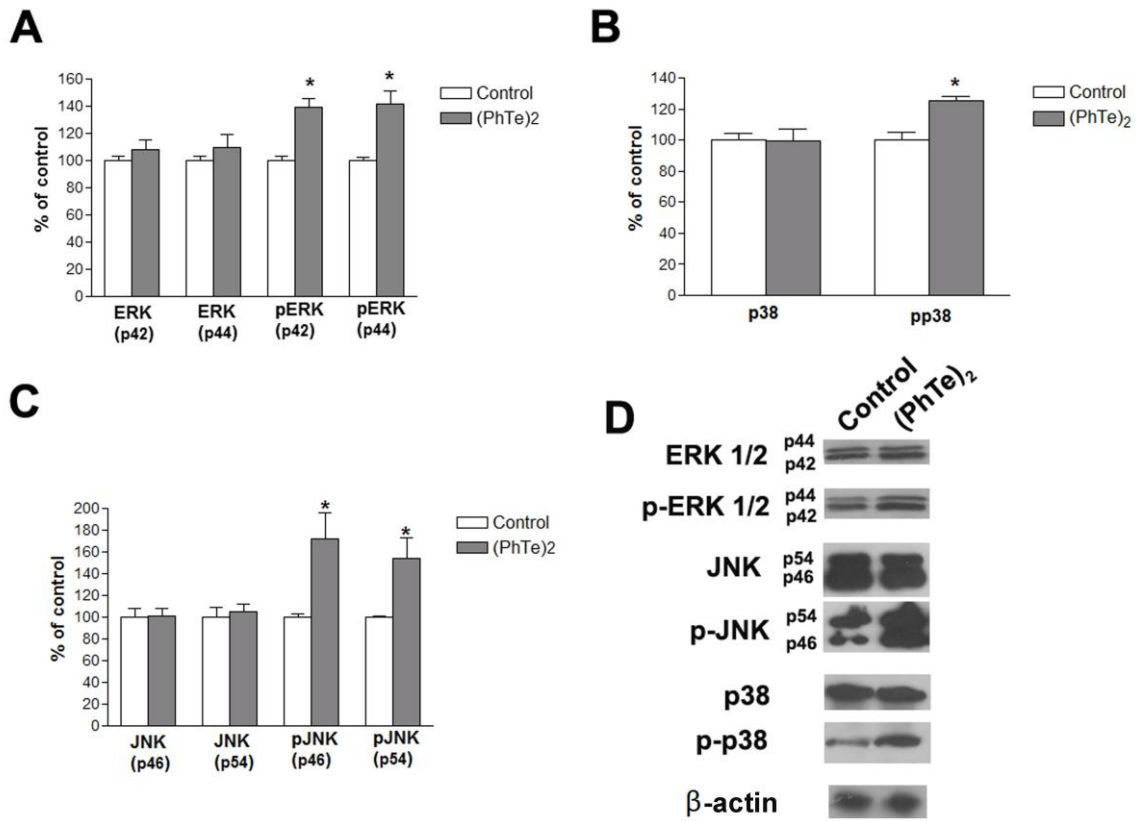 A
B
160
140
120
100
80
60
40
20
0
% of control
* *
Control
(PhTe)2
ERK ERK pERK pERK
(p42) (p44) (p42) (p44)
140
120
100
80
60
40
20
0
% of control
*
Control
(PhTe)2
p38 pp38
C
200
180
160
140
120
100
80
60
40
20
0
% of control
* *
Control
(PhTe)2
JNK JNK pJNK pJNK
(p46) (p54) (p46) (p54)
D
Control
(PhTe)2
ERK 1/2
p44
p42
p-ERK 1/2
p44
p42
JNK
p54
p46
p-JNK
p54
p46
p38
p-p38
β-actin